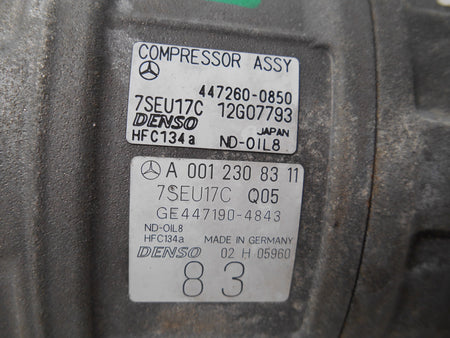 COMPRESSOR ASSY
447260-0850
7SEU17C 12G07793
DENSO JAPAN
HFC134a ND-OIL8
A 001 230 83 11
7SEU17C Q05
GE447190-4843
ND-OIL8
HFC134a MADE IN GERMANY
DENSO 02 H 05960
83